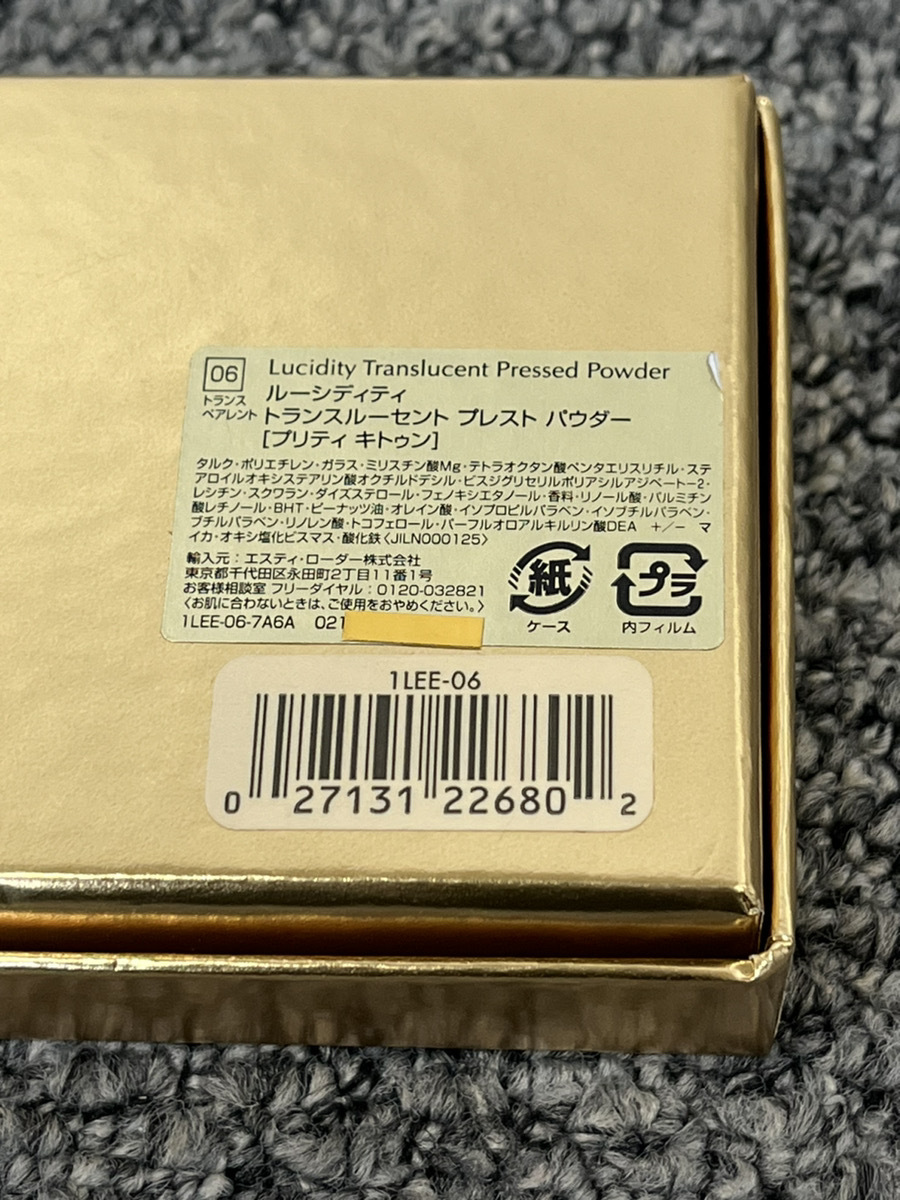 06
トランス
ペアレント
Lucidity Translucent Pressed Powder
ルーシディティ
トランスルーセント プレスト パウダー
[プリティ キトゥン]
タルク・ポリエチレン・ガラス・ミリスチン酸Mg・テトラオクタン酸ペンタエリスリチル・ステ
アロイルオキシステアリン酸オクチルドデシル・ビスジグリセリルポリアシルアジペート-2・
レシチン・スクワラン・ダイズステロール・フェノキシエタノール・香料・リノール酸・パルミチン
酸レチノール・BHT・ピーナッツ油・オレイン酸・イソプロピルパラベン・イソブチルパラベン・
ブチルパラベン・リノレン酸・トコフェロール・パーフルオロアルキルリン酸DEA +/− マ
イカ・オキシ塩化ビスマス・酸化鉄〈JILN000125〉
輸入元:エスティ・ローダー株式会社
東京都千代田区永田町2丁目11番1号
お客様相談室 フリーダイヤル:0120-032821
〈お肌に合わないときは、ご使用をおやめください。〉
1LEE-06-7A6A 021
紙
ケース
プラ
内フィルム
1LEE-06
0 27131 22680 2